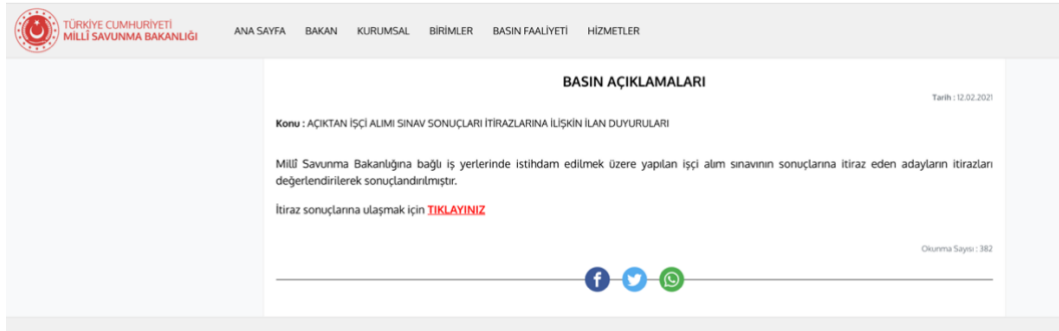 TÜRKİYE CUMHURİYETİ
MİLLÎ SAVUNMA BAKANLIĞI
ANA SAYFA BAKAN KURUMSAL BİRİMLER BASIN FAALİYETİ HİZMETLER
BASIN AÇIKLAMALARI
Tarih : 12.02.2021
Konu : AÇIKTAN İŞÇİ ALIMI SINAV SONUÇLARI İTİRAZLARINA İLİŞKİN İLAN DUYURULARI
Millî Savunma Bakanlığına bağlı iş yerlerinde istihdam edilmek üzere yapılan işçi alım sınavının sonuçlarına itiraz eden adayların itirazları
değerlendirilerek sonuçlandırılmıştır.
İtiraz sonuçlarına ulaşmak için TIKLAYINIZ
Okunma Sayısı : 382